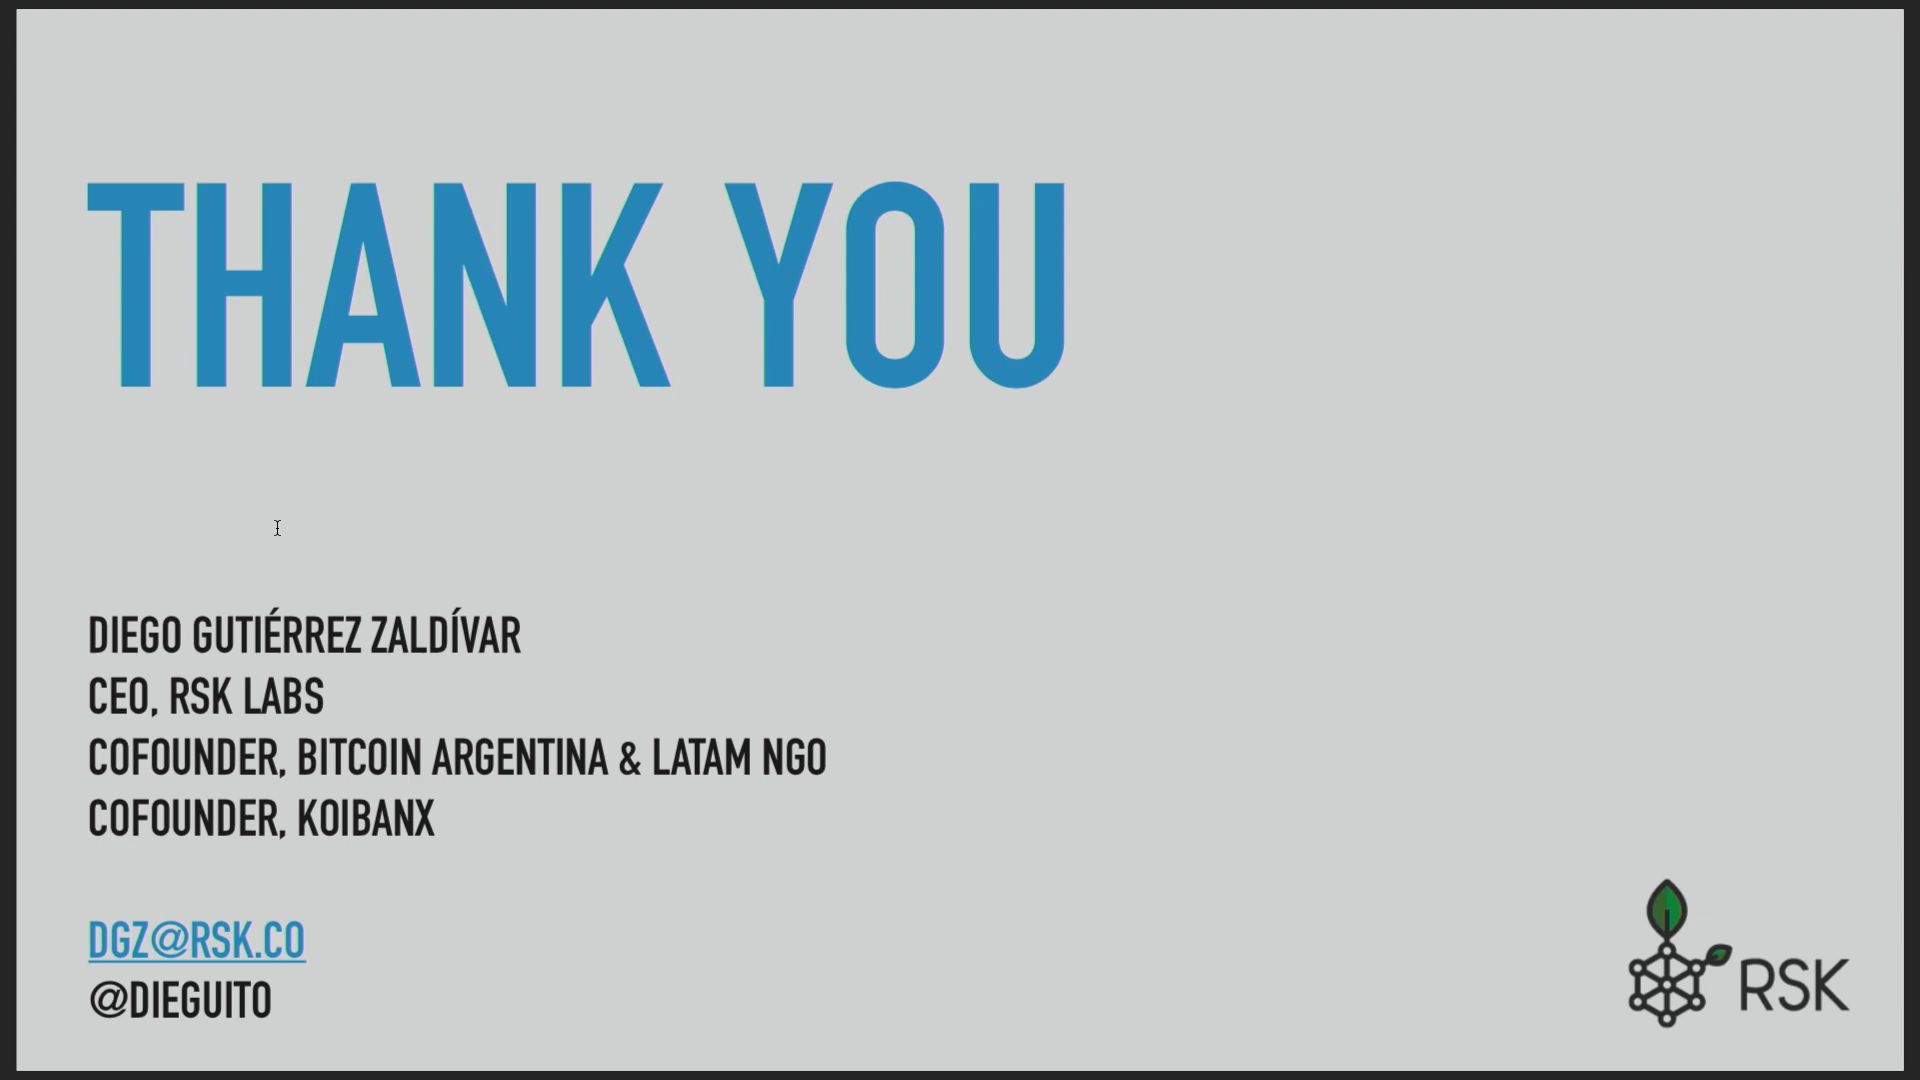 THANK YOU
DIEGO GUTIÉRREZ ZALDÍVAR
CEO, RSK LABS
COFOUNDER, BITCOIN ARGENTINA & LATAM NGO
COFOUNDER, KOIBANX
DGZ@RSK.CO
@DIEGUITO
RSK